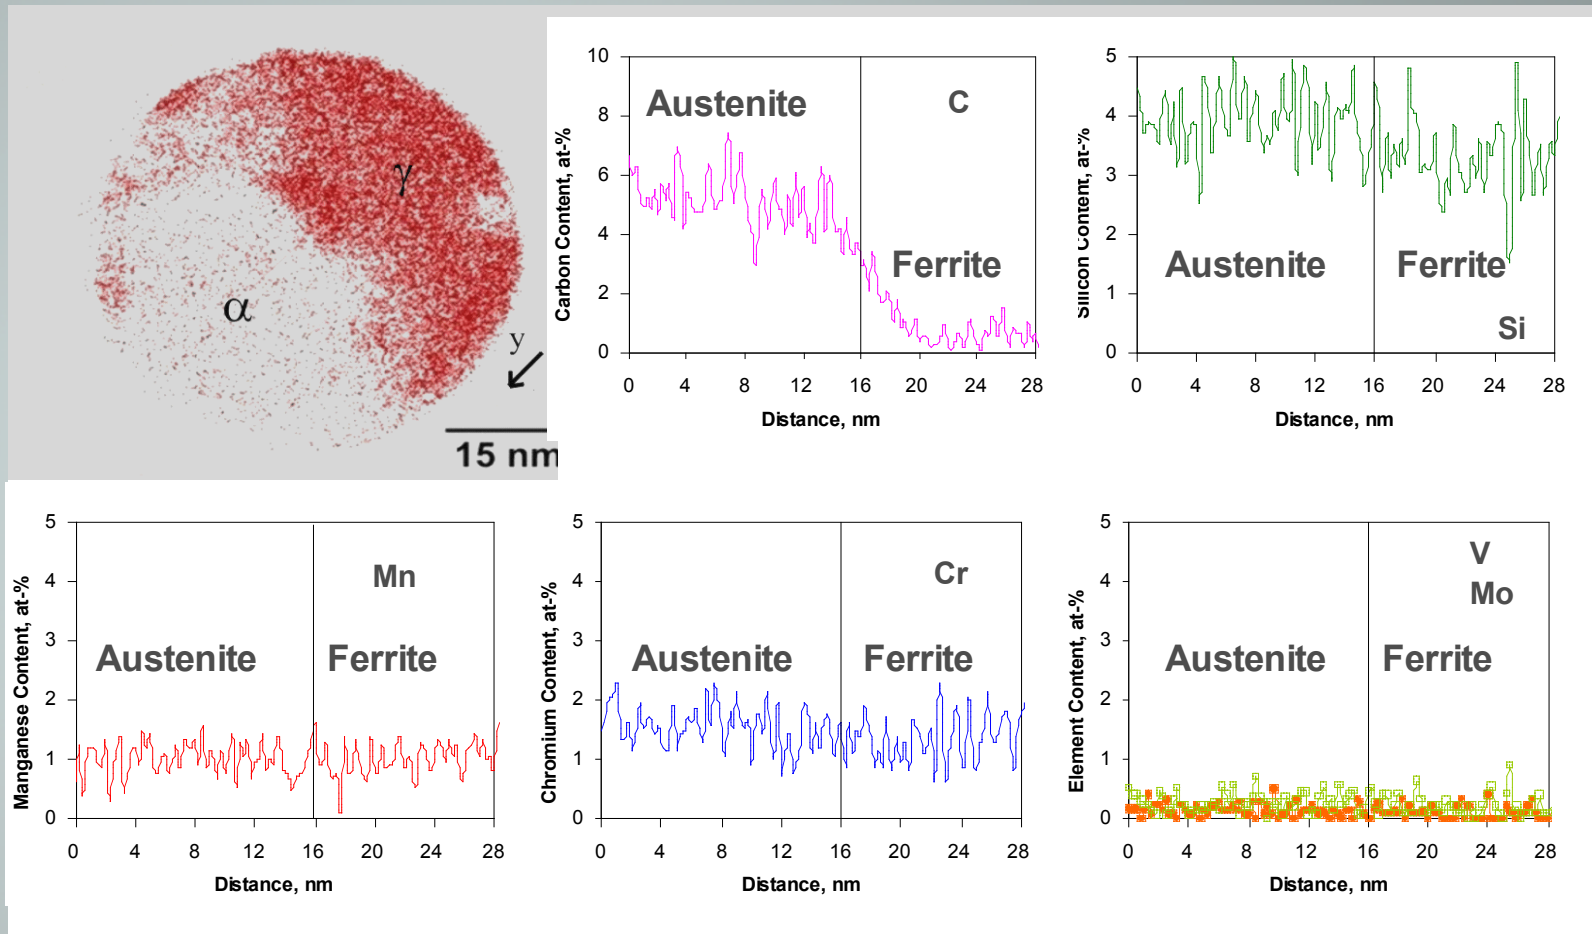 γ
α
y
15 nm
Carbon Content, at-%
10
8
6
4
2
0
Austenite
C
Ferrite
0 4 8 12 16 20 24 28
Distance, nm
Silicon Content, at-%
5
4
3
2
1
0
Austenite
Ferrite
Si
0 4 8 12 16 20 24 28
Distance, nm
Manganese Content, at-%
5
4
3
2
1
0
Mn
Austenite
Ferrite
0 4 8 12 16 20 24 28
Distance, nm
Chromium Content, at-%
5
4
3
2
1
0
Cr
Austenite
Ferrite
0 4 8 12 16 20 24 28
Distance, nm
Element Content, at-%
5
4
3
2
1
0
V
Mo
Austenite
Ferrite
0 4 8 12 16 20 24 28
Distance, nm